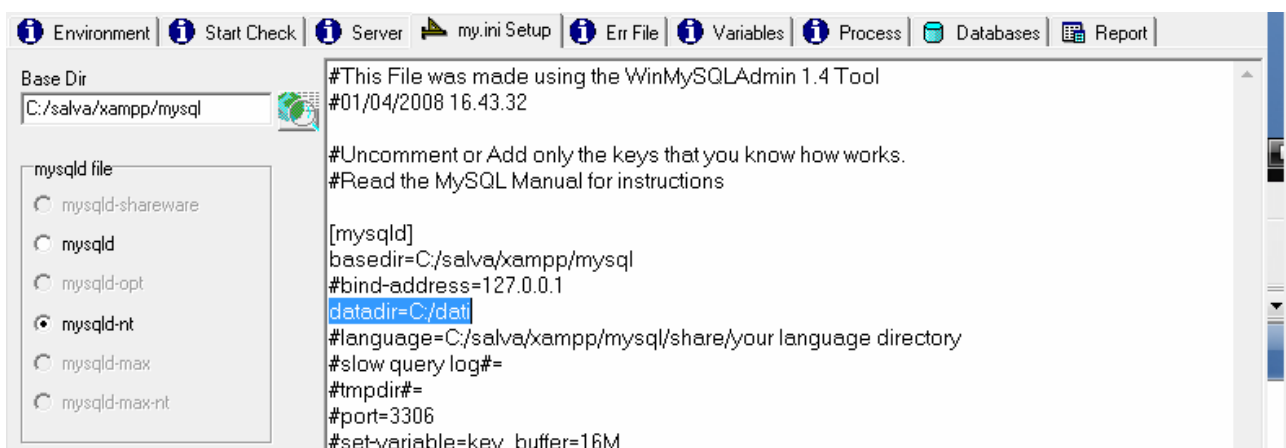 Environment Start Check Server my.ini Setup Err File Variables Process Databases Report
Base Dir
C:/salva/xampp/mysql
mysqld file
mysqld-shareware
mysqld
mysqld-opt
mysqld-nt
mysqld-max
mysqld-max-nt
#This File was made using the WinMySQLAdmin 1.4 Tool
#01/04/2008 16.43.32
#Uncomment or Add only the keys that you know how works.
#Read the MySQL Manual for instructions
[mysqld]
basedir=C:/salva/xampp/mysql
#bind-address=127.0.0.1
datadir=C:/dati
#language=C:/salva/xampp/mysql/share/your language directory
#slow query log#=
#tmpdir#=
#port=3306
#set-variable=key_buffer=16M